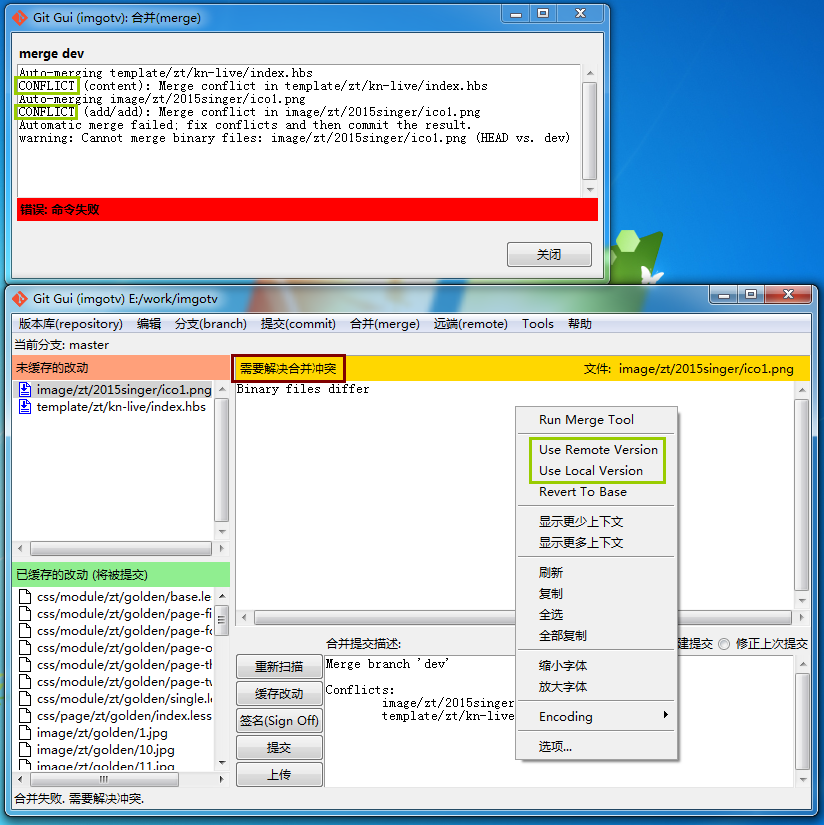 Git Gui (imgotv): 合并(merge)
merge dev
Auto-merging template/zt/kn-live/index.hbs
CONFLICT (content): Merge conflict in template/zt/kn-live/index.hbs
Auto-merging image/zt/2015singer/ico1.png
CONFLICT (add/add): Merge conflict in image/zt/2015singer/ico1.png
Automatic merge failed; fix conflicts and then commit the result.
warning: Cannot merge binary files: image/zt/2015singer/ico1.png (HEAD vs. dev)
错误: 命令失败
关闭
Git Gui (imgotv) E:/work/imgotv
版本库(repository) 编辑 分支(branch) 提交(commit) 合并(merge) 远端(remote) Tools 帮助
当前分支: master
未缓存的改动
image/zt/2015singer/ico1.png
template/zt/kn-live/index.hbs
需要解决合并冲突 文件: image/zt/2015singer/ico1.png
Binary files differ
Run Merge Tool
Use Remote Version
Use Local Version
Revert To Base
显示更少上下文
显示更多上下文
刷新
复制
全选
全部复制
缩小字体
放大字体
Encoding
选项...
已缓存的改动 (将被提交)
css/module/zt/golden/base.le
css/module/zt/golden/page-fi
css/module/zt/golden/page-fo
css/module/zt/golden/page-o
css/module/zt/golden/page-th
css/module/zt/golden/page-tw
css/module/zt/golden/single.le
css/page/zt/golden/index.less
image/zt/golden/1.jpg
image/zt/golden/10.jpg
image/zt/golden/11.jpg
合并提交描述: 建提交 修正上次提交
重新扫描
缓存改动
签名(Sign Off)
提交
上传
Merge branch 'dev'
Conflicts:
image/zt/2015singer
template/zt/kn-live
合并失败. 需要解决冲突.